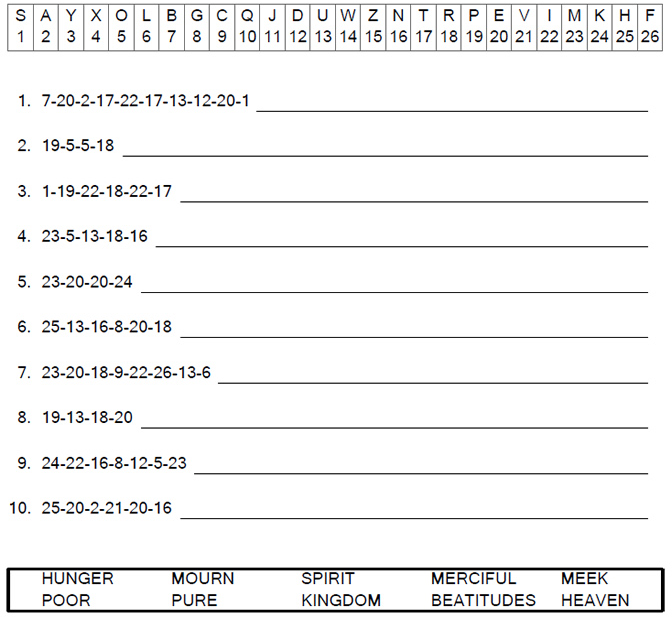 S A Y X O L B G C Q J D U W Z N T R P E V I M K H F
1 2 3 4 5 6 7 8 9 10 11 12 13 14 15 16 17 18 19 20 21 22 23 24 25 26
1. 7-20-2-17-22-17-13-12-20-1
2. 19-5-5-18
3. 1-19-22-18-22-17
4. 23-5-13-18-16
5. 23-20-20-24
6. 25-13-16-8-20-18
7. 23-20-18-9-22-26-13-6
8. 19-13-18-20
9. 24-22-16-8-12-5-23
10. 25-20-2-21-20-16
HUNGER MOURN SPIRIT MERCIFUL MEEK
POOR PURE KINGDOM BEATITUDES HEAVEN